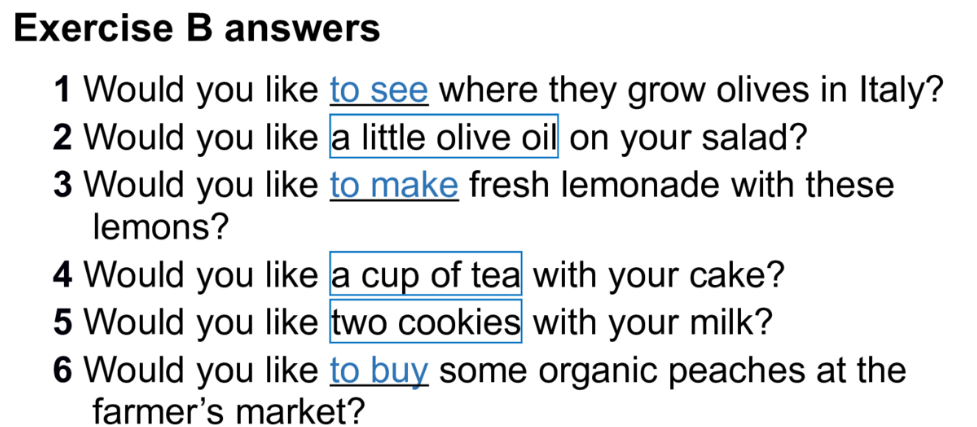 Exercise B answers
1 Would you like to see where they grow olives in Italy?
2 Would you like a little olive oil on your salad?
3 Would you like to make fresh lemonade with these
lemons?
4 Would you like a cup of tea with your cake?
5 Would you like two cookies with your milk?
6 Would you like to buy some organic peaches at the
farmer’s market?